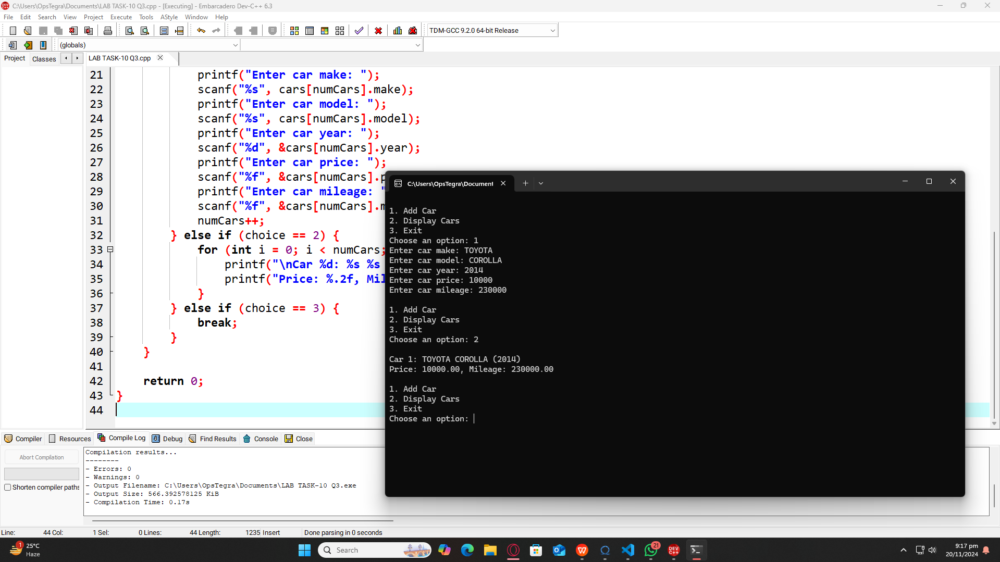 C:\Users\OpsTegra\Documents\LAB TASK-10 Q3.cpp - [Executing] - Embarcadero Dev-C++ 6.3
File Edit Search View Project Execute Tools AStyle Window Help
TDM-GCC 9.2.0 64-bit Release
(globals)
Project Classes LAB TASK-10 Q3.cpp
21 printf("Enter car make: ");
22 scanf("%s", cars[numCars].make);
23 printf("Enter car model: ");
24 scanf("%s", cars[numCars].model);
25 printf("Enter car year: ");
26 scanf("%d", &cars[numCars].year);
27 printf("Enter car price: ");
28 scanf("%f", &cars[numCars].p
29 printf("Enter car mileage: "
30 scanf("%f", &cars[numCars].m
31 numCars++;
32 } else if (choice == 2) {
33 for (int i = 0; i < numCars;
34 printf("\nCar %d: %s %s
35 printf("Price: %.2f, Mil
36 }
37 } else if (choice == 3) {
38 break;
39 }
40 }
41
42 return 0;
43 }
44
C:\Users\OpsTegra\Document
1. Add Car
2. Display Cars
3. Exit
Choose an option: 1
Enter car make: TOYOTA
Enter car model: COROLLA
Enter car year: 2014
Enter car price: 10000
Enter car mileage: 230000
1. Add Car
2. Display Cars
3. Exit
Choose an option: 2
Car 1: TOYOTA COROLLA (2014)
Price: 10000.00, Mileage: 230000.00
1. Add Car
2. Display Cars
3. Exit
Choose an option:
Compiler Resources Compile Log Debug Find Results Console Close
Abort Compilation
Shorten compiler paths
Compilation results...
--------
- Errors: 0
- Warnings: 0
- Output Filename: C:\Users\OpsTegra\Documents\LAB TASK-10 Q3.exe
- Output Size: 566.392578125 KiB
- Compilation Time: 0.17s
Line: 44 Col: 1 Sel: 0 Lines: 44 Length: 1235 Insert Done parsing in 0 seconds
1
25°C
Haze
Search
21
DEV C++
9:17 pm
20/11/2024